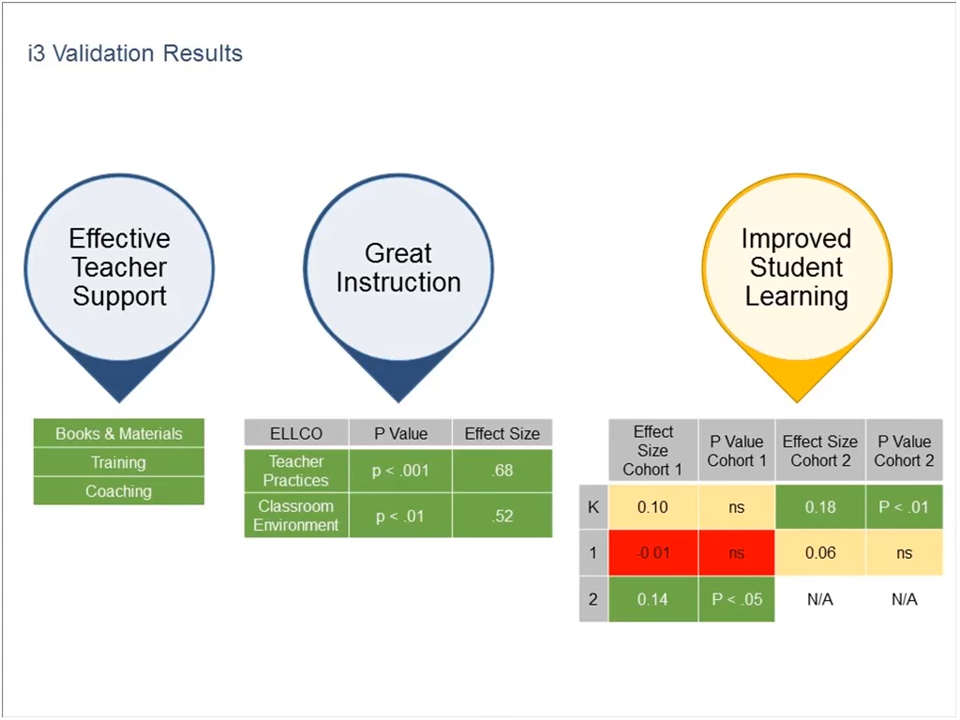 i3 Validation Results
Effective
Teacher
Support
Great
Instruction
Improved
Student
Learning
Books & Materials
Training
Coaching
ELLCO P Value Effect Size
Teacher
Practices p < .001 .68
Classroom
Environment p < .01 .52
Effect
Size
Cohort 1
P Value
Cohort 1
Effect Size
Cohort 2
P Value
Cohort 2
K 0.10 ns 0.18 P < .01
1 -0.01 ns 0.06 ns
2 0.14 P < .05 N/A N/A